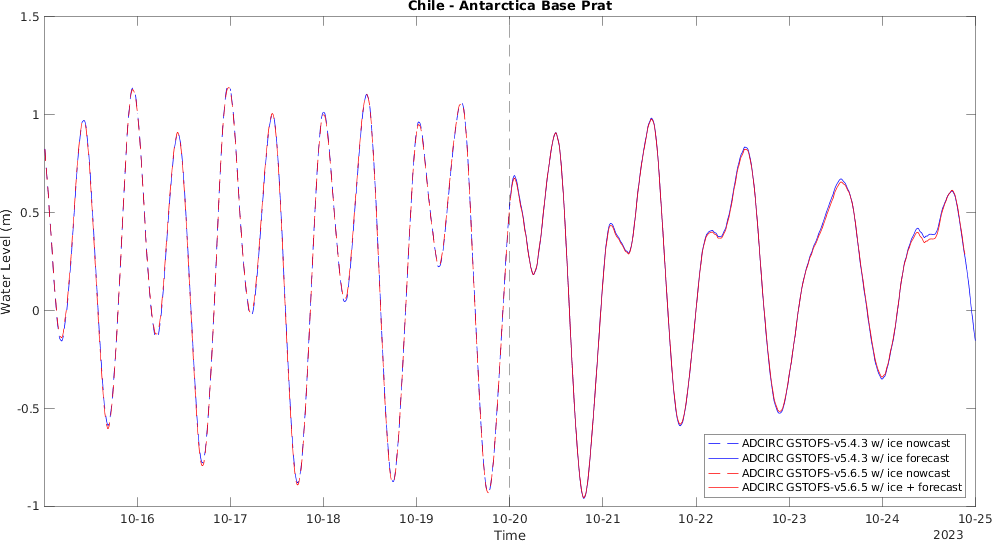 Chile - Antarctica Base Prat
1.5
1
0.5
0
-0.5
-1
Water Level (m)
10-16 10-17 10-18 10-19 10-20 10-21 10-22 10-23 10-24 10-25
Time
2023
ADCIRC GSTOFS-v5.4.3 w/ ice nowcast
ADCIRC GSTOFS-v5.4.3 w/ ice forecast
ADCIRC GSTOFS-v5.6.5 w/ ice nowcast
ADCIRC GSTOFS-v5.6.5 w/ ice + forecast